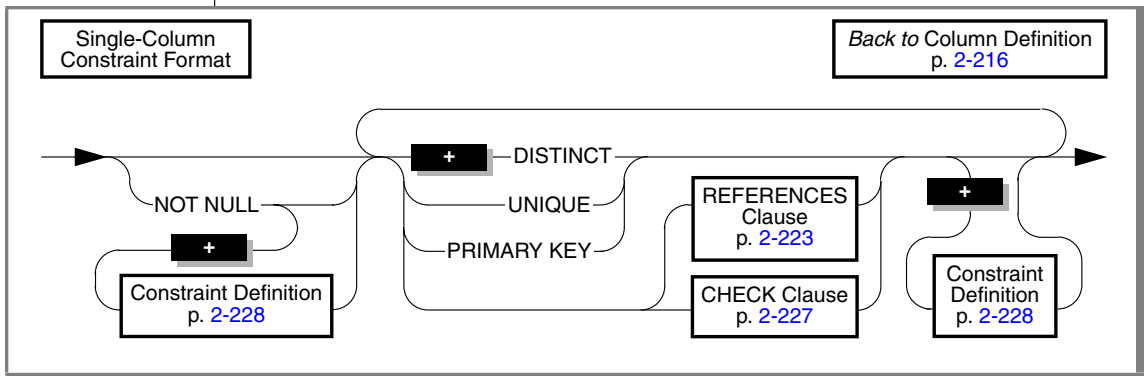 Single-Column
Constraint Format
Back to Column Definition
p. 2-216
+
DISTINCT
NOT NULL
UNIQUE
+
PRIMARY KEY
REFERENCES
Clause
p. 2-223
+
Constraint Definition
p. 2-228
CHECK Clause
p. 2-227
Constraint
Definition
p. 2-228